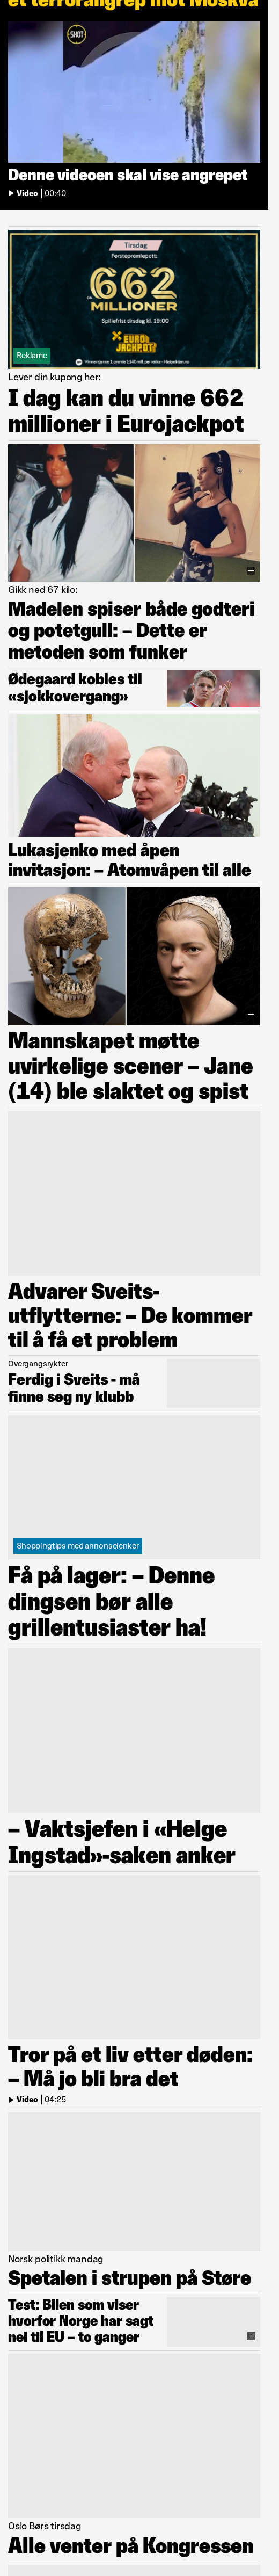 et terrorangrep mot Moskva
SHOT
Denne videoen skal vise angrepet
Video | 00:40
Tirsdag
Førstepremiepott:
662
MILLIONER
Spillefrist tirsdag kl. 19:00
EURO
JACKPOT
Reklame
Lever din kupong her:
I dag kan du vinne 662
millioner i Eurojackpot
Gikk ned 67 kilo:
Madelen spiser både godteri
og potetgull: – Dette er
metoden som funker
Ødegaard kobles til
«sjokkovergang»
Lukasjenko med åpen
invitasjon: – Atomvåpen til alle
Mannskapet møtte
uvirkelige scener – Jane
(14) ble slaktet og spist
Advarer Sveits-
utflytterne: – De kommer
til å få et problem
Overgangsrykter
Ferdig i Sveits - må
finne seg ny klubb
Shoppingtips med annonselenker
Få på lager: – Denne
dingsen bør alle
grillentusiaster ha!
– Vaktsjefen i «Helge
Ingstad»-saken anker
Tror på et liv etter døden:
– Må jo bli bra det
Video | 04:25
Norsk politikk mandag
Spetalen i strupen på Støre
Test: Bilen som viser
hvorfor Norge har sagt
nei til EU – to ganger
Oslo Børs tirsdag
Alle venter på Kongressen